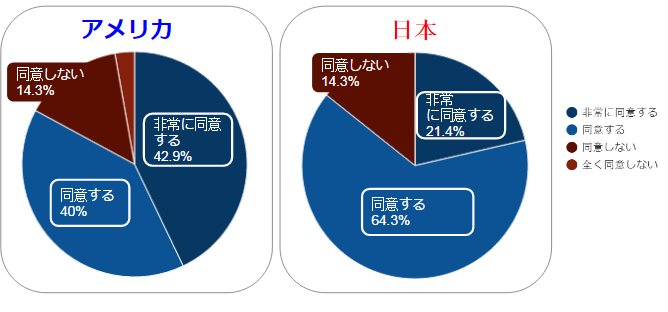 アメリカ
同意しない
14.3%
非常に同意
する
42.9%
同意する
40%
日本
同意しない
14.3%
非常
に同意する
21.4%
同意する
64.3%
非常に同意する
同意する
同意しない
全く同意しない